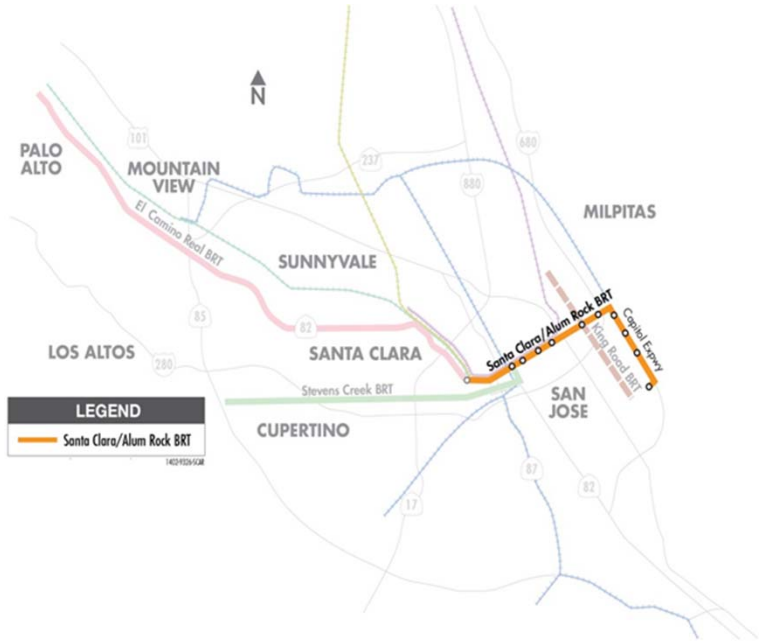 N
101
PALO
ALTO
MOUNTAIN
VIEW
237
680
880
MILPITAS
El Camino Real BRT
SUNNYVALE
85
82
Santa Clara/Alum Rock BRT
Capitol Expwy
King Road BRT
LOS ALTOS
280
SANTA CLARA
Stevens Creek BRT
SAN
JOSE
LEGEND
Santa Clara/Alum Rock BRT
CUPERTINO
87
82
17